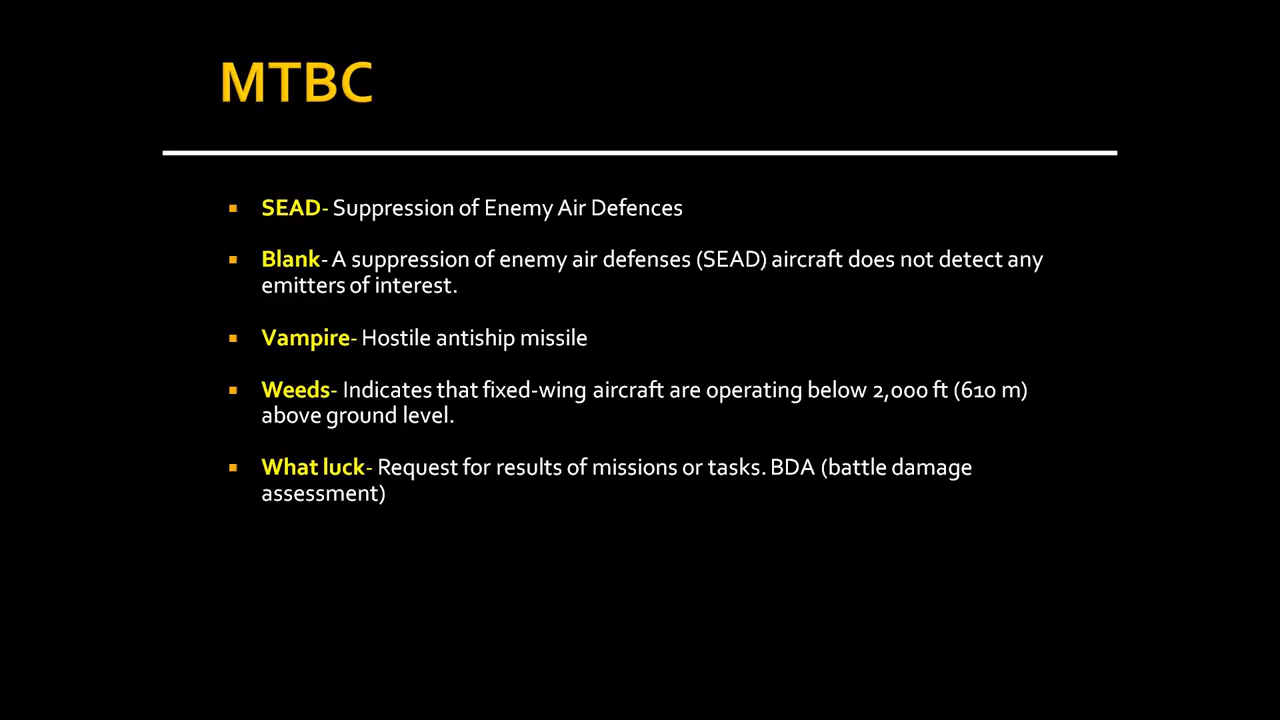 MTBC
SEAD- Suppression of Enemy Air Defences
Blank- A suppression of enemy air defenses (SEAD) aircraft does not detect any
emitters of interest.
Vampire- Hostile antiship missile
Weeds- Indicates that fixed-wing aircraft are operating below 2,000 ft (610 m)
above ground level.
What luck- Request for results of missions or tasks. BDA (battle damage
assessment)